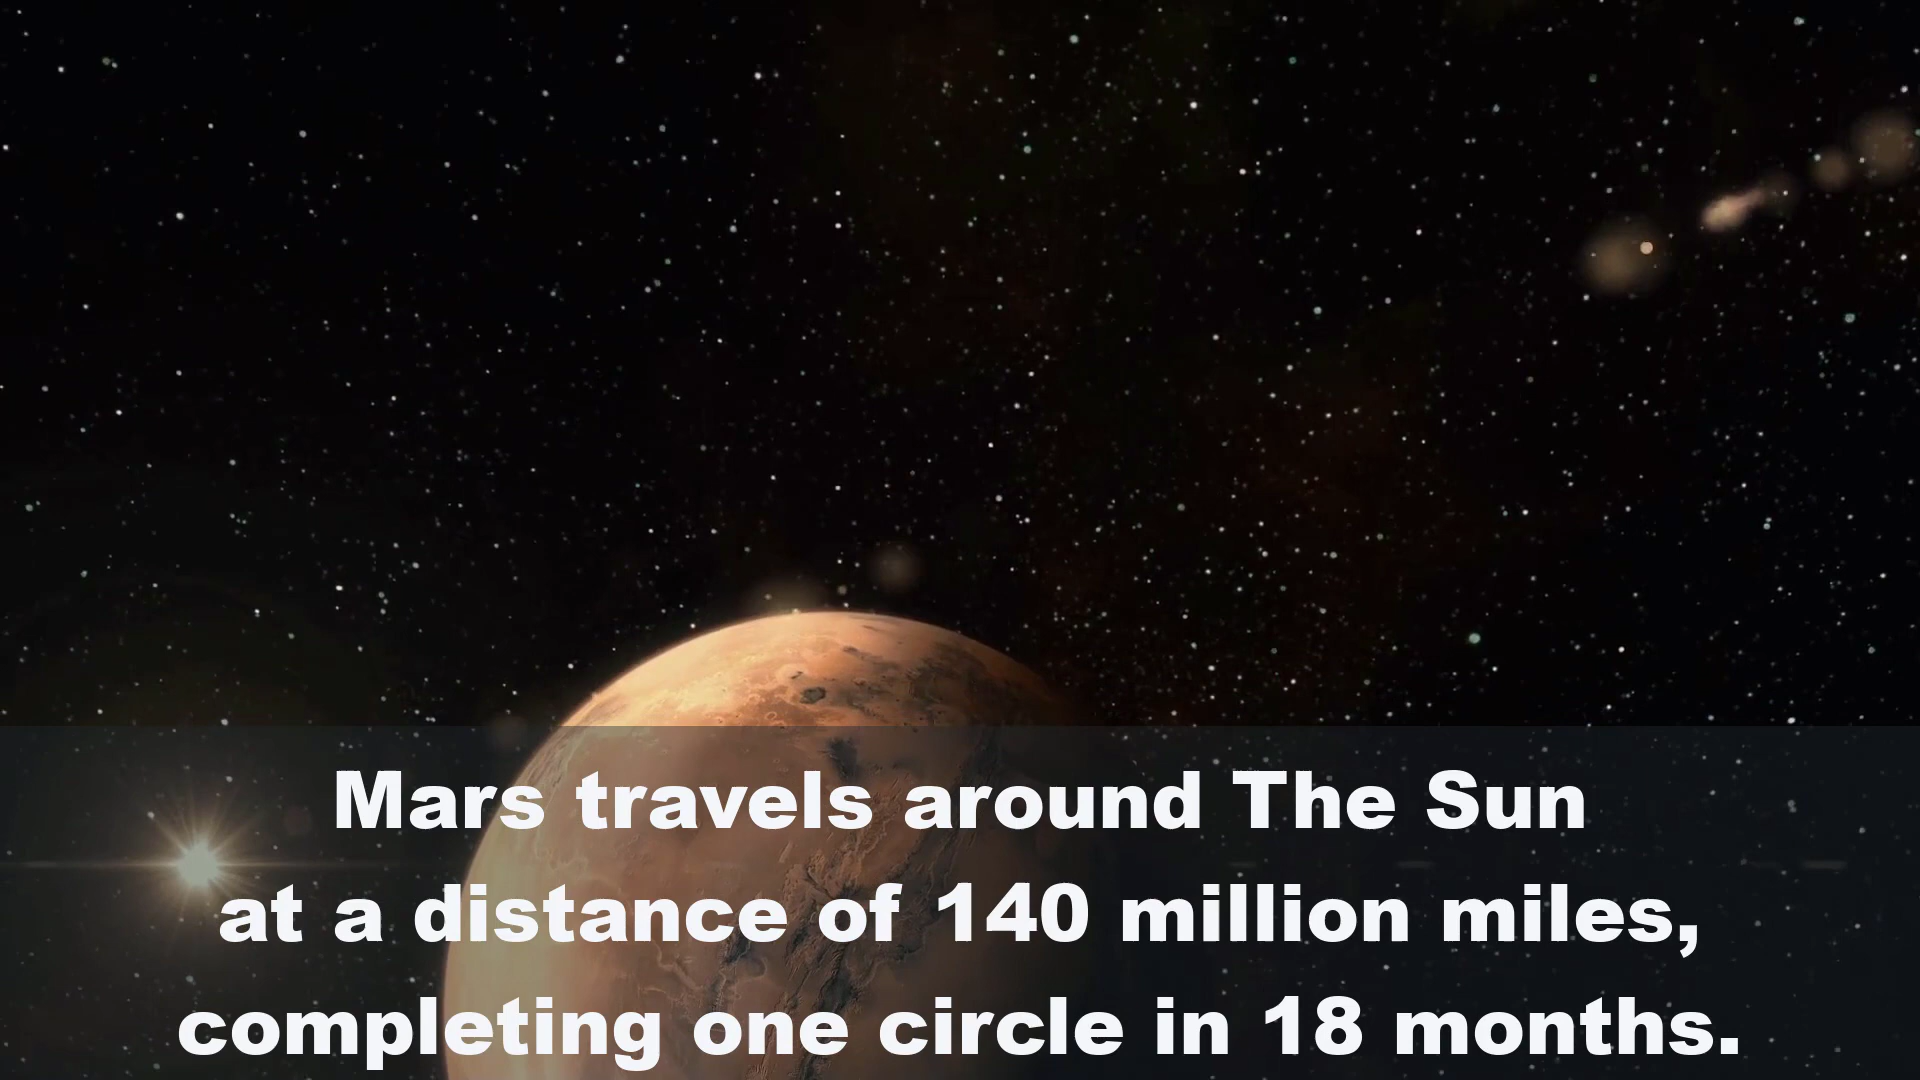 Mars travels around The Sun
at a distance of 140 million miles,
completing one circle in 18 months.